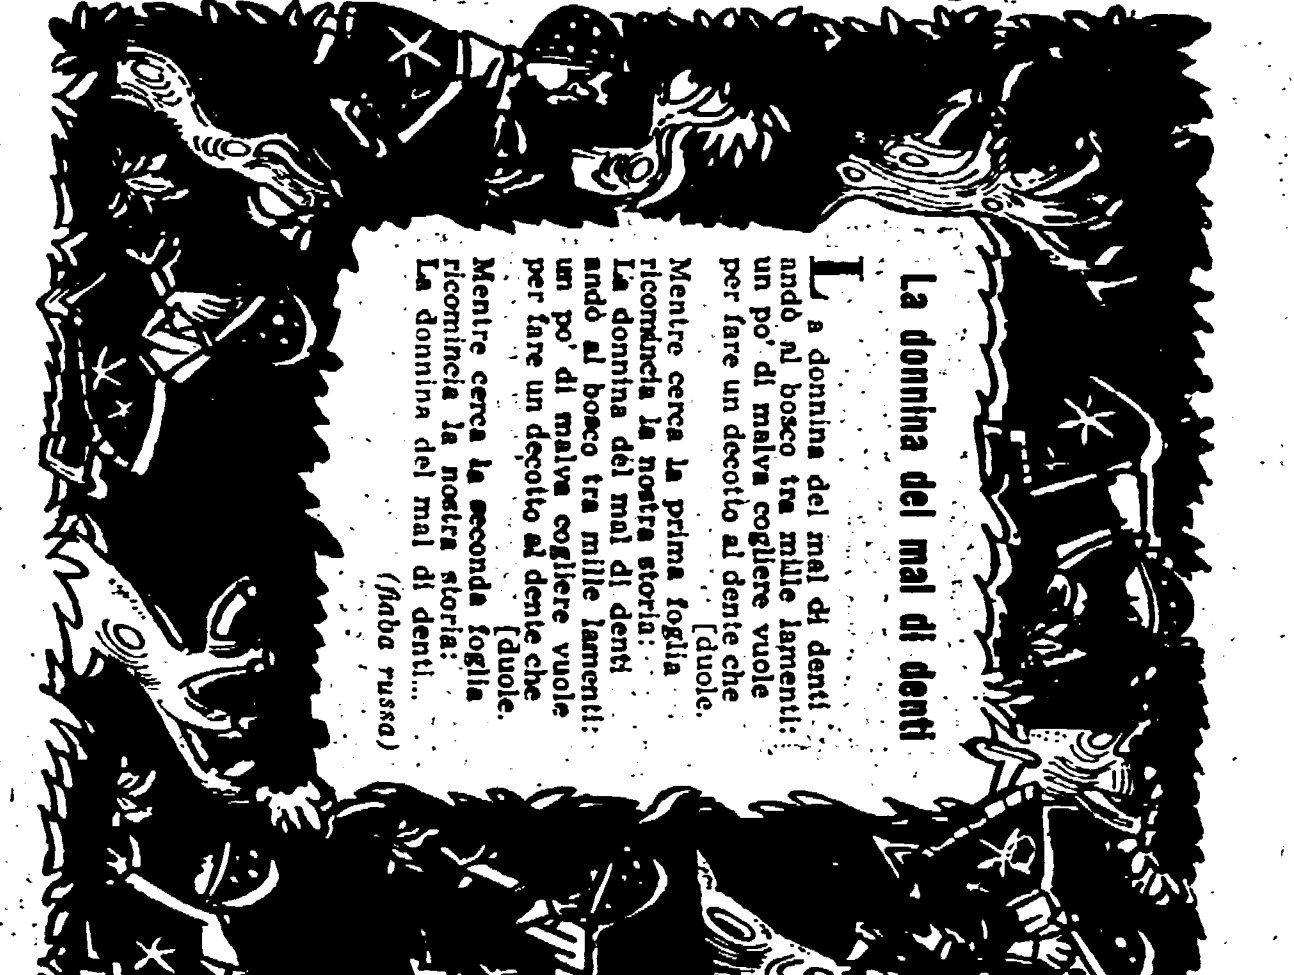 La donnina del mal di denti
La donnina del mal di denti
andò al bosco tra mille lamenti:
un po' di malva cogliere vuole
per fare un decotto al dente che
[duole.
Mentre cerca la prima foglia
ricomincia la nostra storia:
La donnina del mal di denti
andò al bosco tra mille lamenti:
un po' di malva cogliere vuole
per fare un decotto al dente che
[duole.
Mentre cerca la seconda foglia
ricomincia la nostra storia:
La donnina del mal di denti...
(fiaba russa)